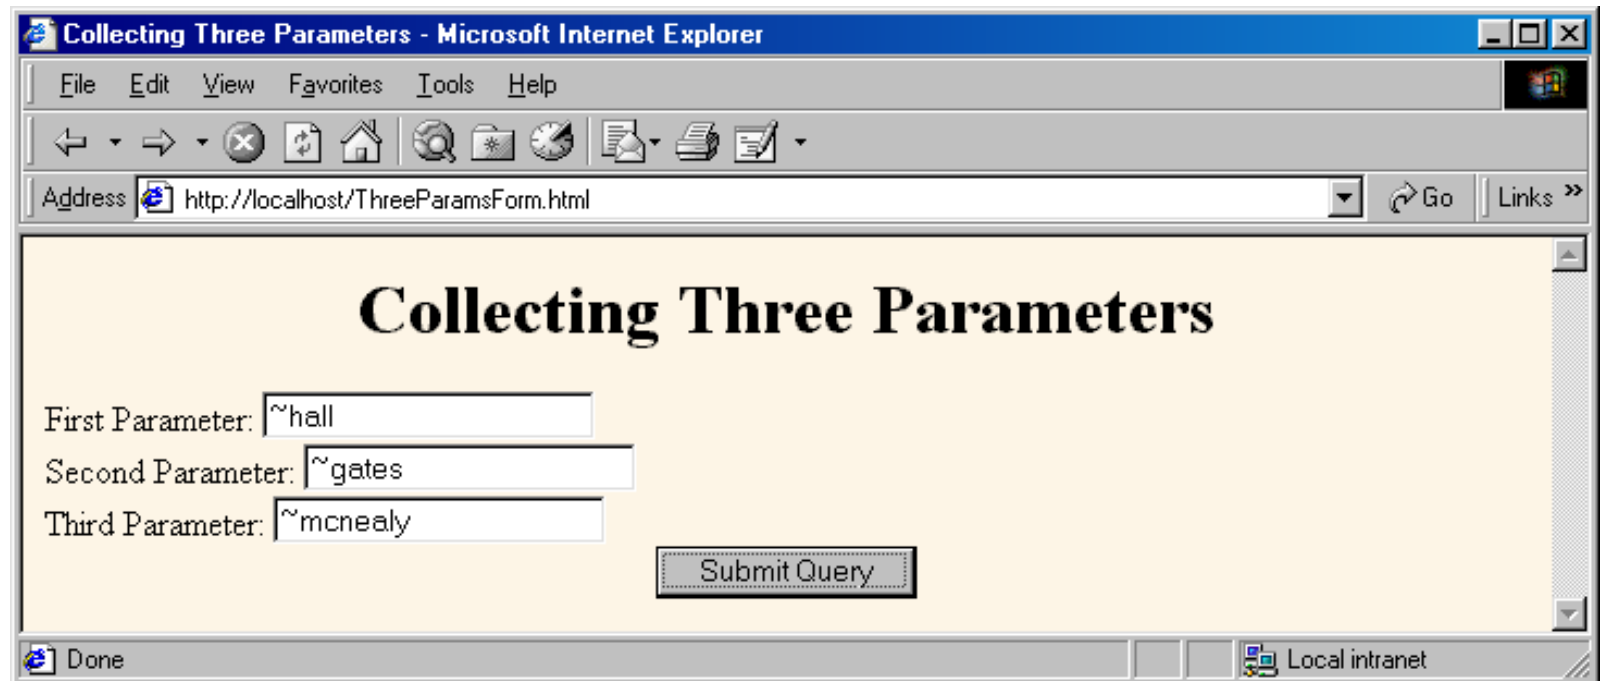 Collecting Three Parameters - Microsoft Internet Explorer
File Edit View Favorites Tools Help
Address http://localhost/ThreeParamsForm.html Go Links »
Collecting Three Parameters
First Parameter: ~hall
Second Parameter: ~gates
Third Parameter: ~mcnealy
Submit Query
Done Local intranet